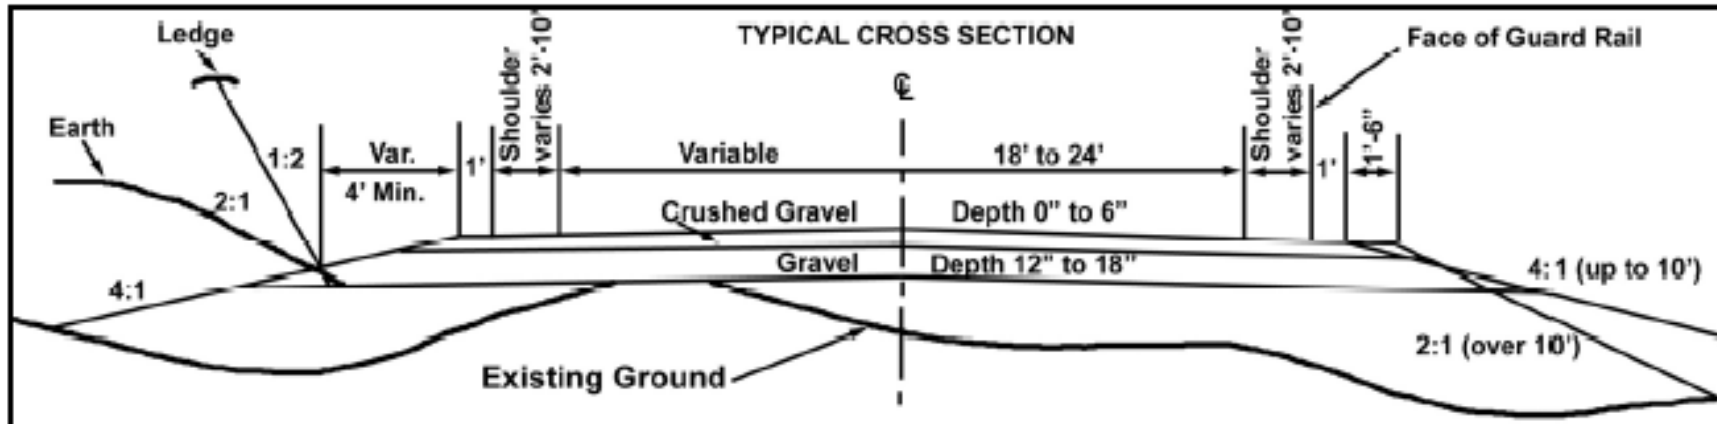 TYPICAL CROSS SECTION
Ledge
Shoulder
varies 2'-10'
℄
Shoulder
varies 2'-10'
Face of Guard Rail
Earth
1:2
Var.
4' Min.
1'
Variable
18' to 24'
1'
1'-6"
2:1
Crushed Gravel
Depth 0" to 6"
Gravel
Depth 12" to 18"
4:1
4:1 (up to 10')
2:1 (over 10')
Existing Ground